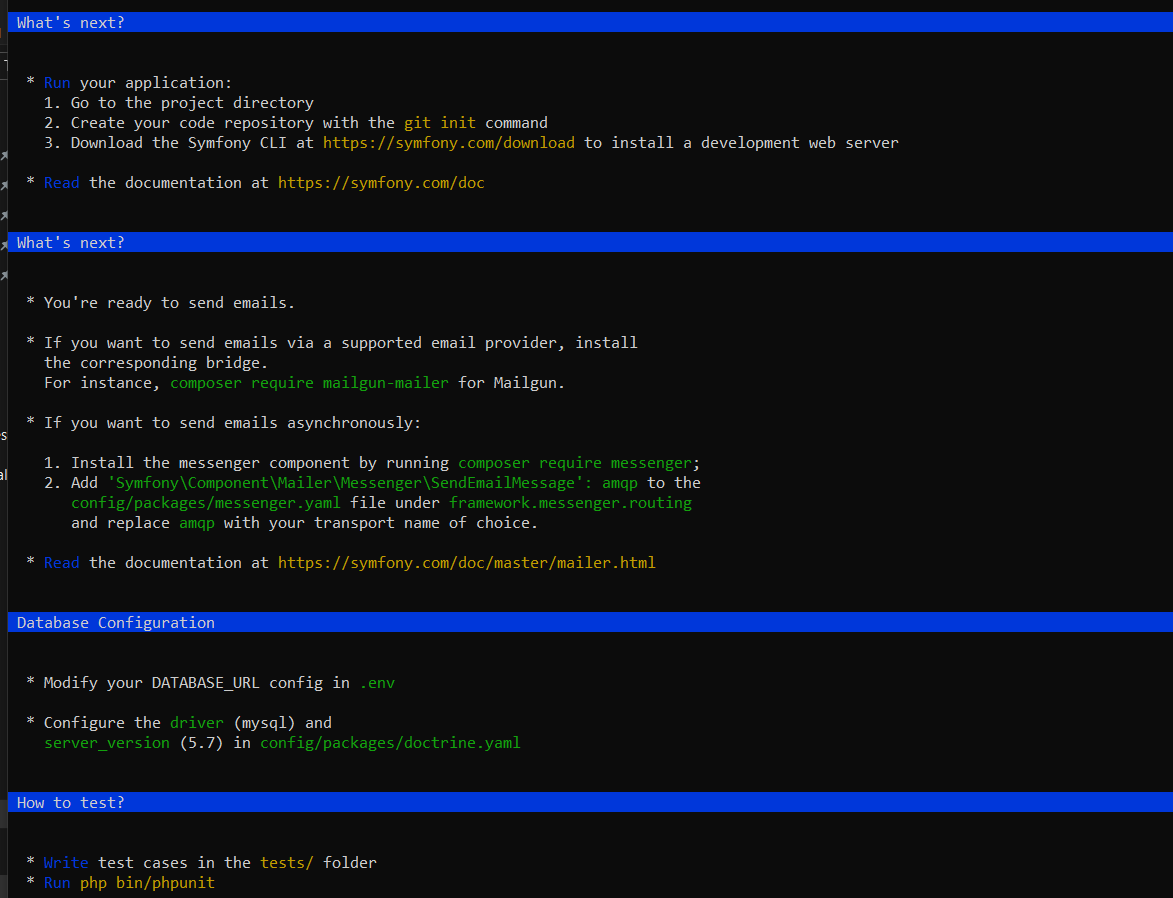 What's next?
* Run your application:
1. Go to the project directory
2. Create your code repository with the git init command
3. Download the Symfony CLI at https://symfony.com/download to install a development web server
* Read the documentation at https://symfony.com/doc
What's next?
* You're ready to send emails.
* If you want to send emails via a supported email provider, install
the corresponding bridge.
For instance, composer require mailgun-mailer for Mailgun.
* If you want to send emails asynchronously:
1. Install the messenger component by running composer require messenger;
2. Add 'Symfony\Component\Mailer\Messenger\SendEmailMessage': amqp to the
config/packages/messenger.yaml file under framework.messenger.routing
and replace amqp with your transport name of choice.
* Read the documentation at https://symfony.com/doc/master/mailer.html
Database Configuration
* Modify your DATABASE_URL config in .env
* Configure the driver (mysql) and
server_version (5.7) in config/packages/doctrine.yaml
How to test?
* Write test cases in the tests/ folder
* Run php bin/phpunit